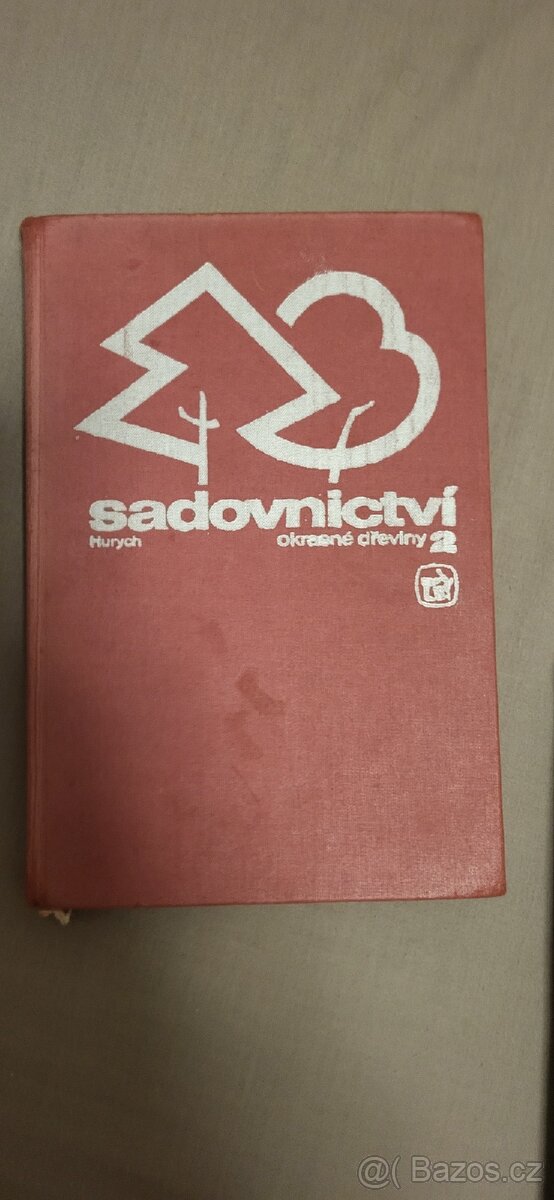 sadovnictví
Hurych okrasné dřeviny 2
@( Bazos.cz